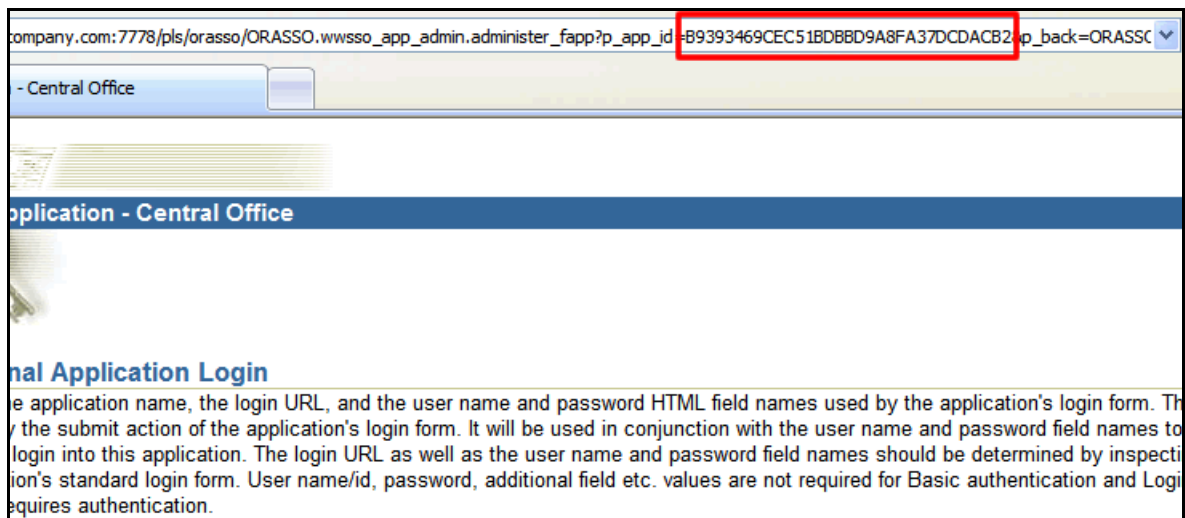 company.com:7778/pls/orasso/ORASSO.wwsso_app_admin.administer_fapp?p_app_id=B9393469CEC51BDBBD9A8FA37DCDACB2&p_back=ORASSO
- Central Office
pplication - Central Office
nal Application Login
e application name, the login URL, and the user name and password HTML field names used by the application's login form. Th
y the submit action of the application's login form. It will be used in conjunction with the user name and password field names to
login into this application. The login URL as well as the user name and password field names should be determined by inspecti
ion's standard login form. User name/id, password, additional field etc. values are not required for Basic authentication and Logi
equires authentication.